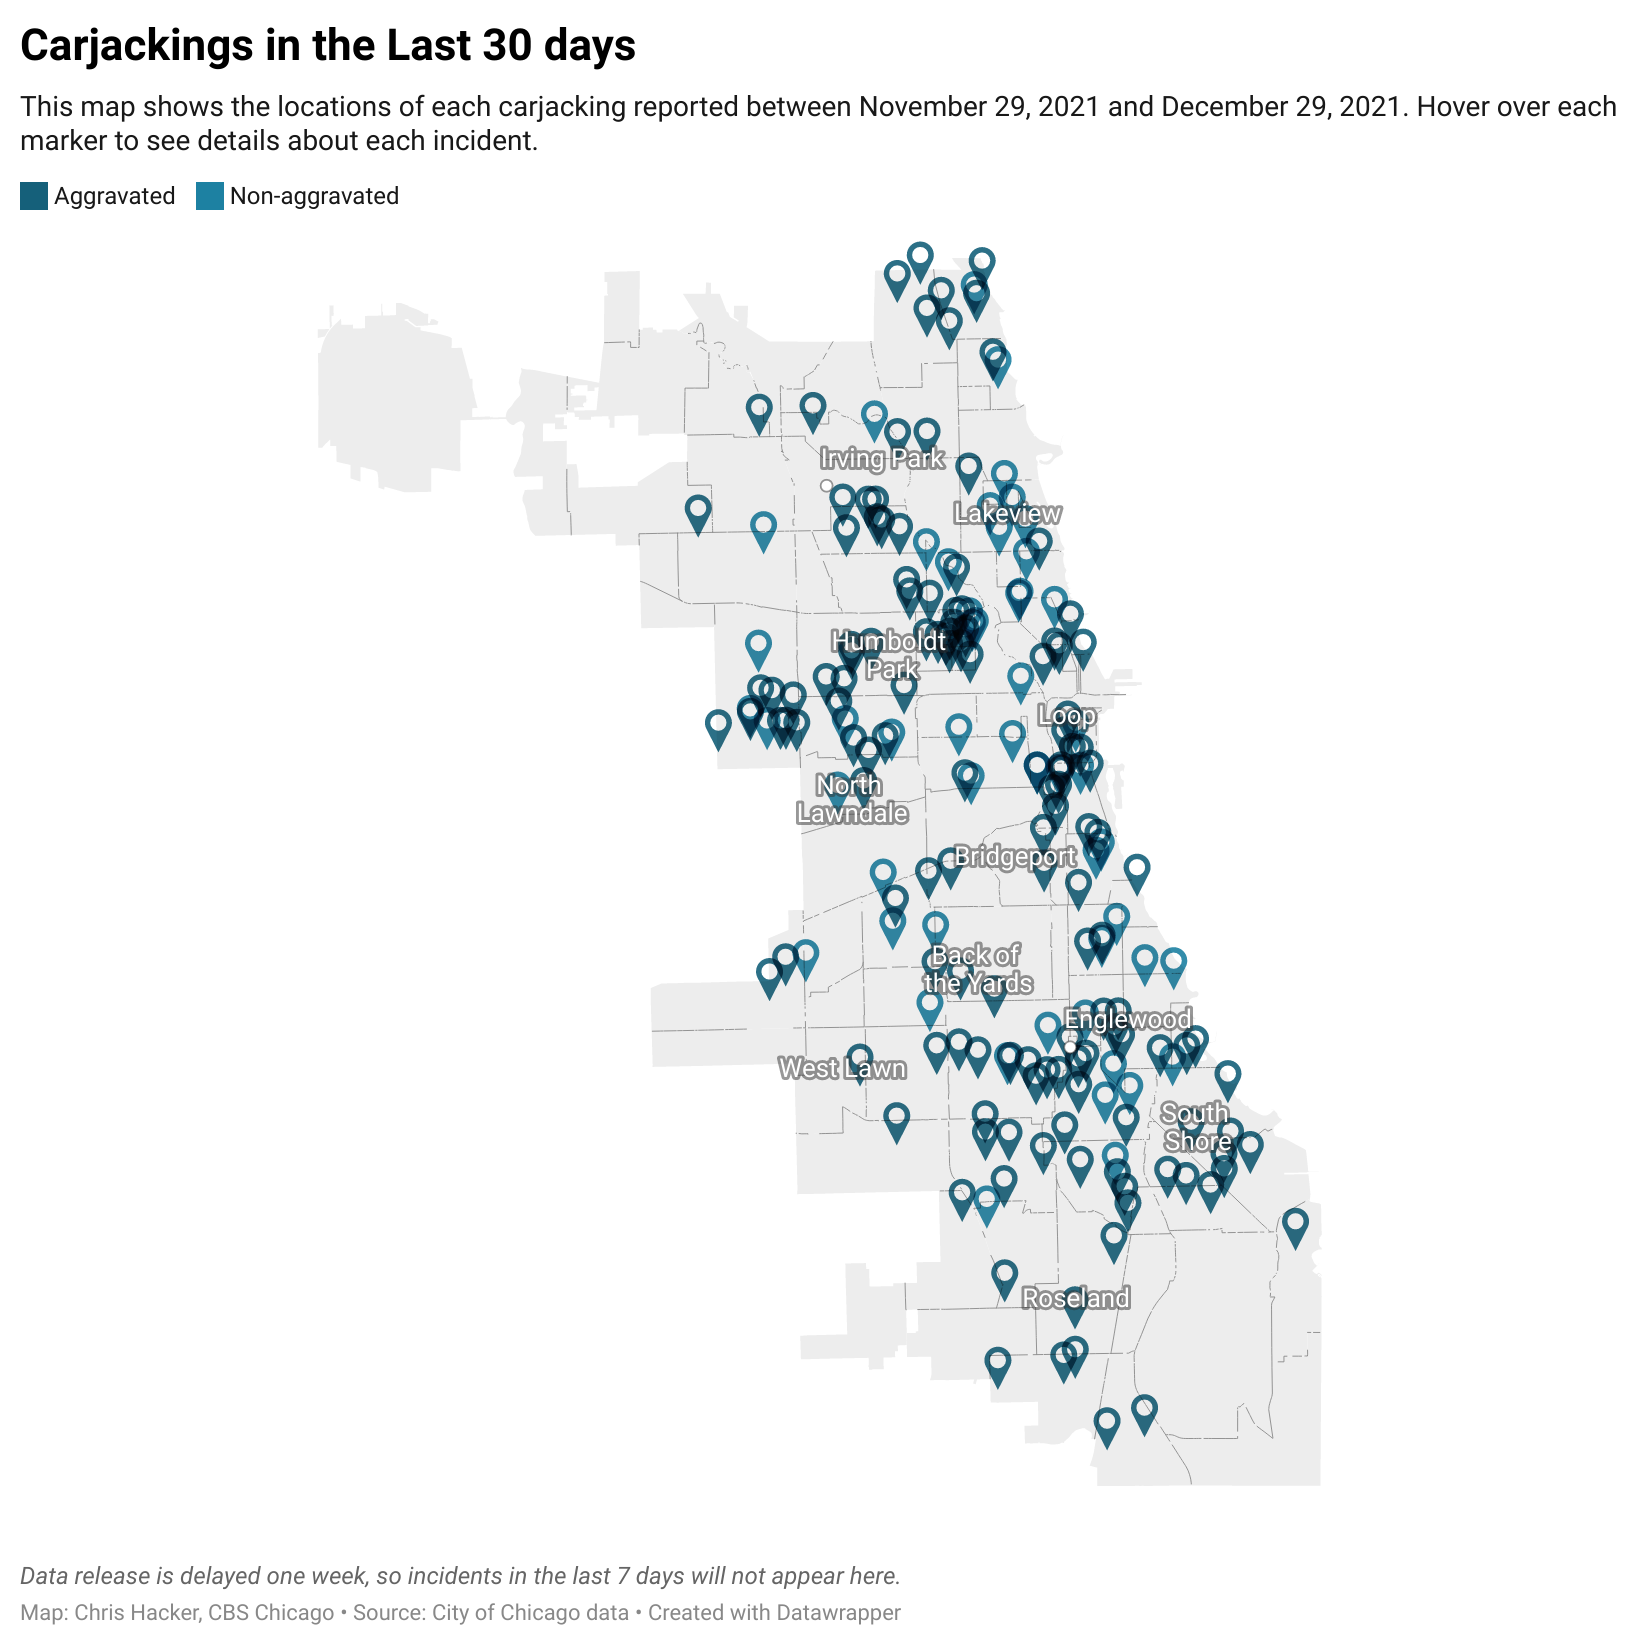 Carjackings in the Last 30 days
This map shows the locations of each carjacking reported between November 29, 2021 and December 29, 2021. Hover over each
marker to see details about each incident.
Aggravated Non-aggravated
Irving Park
Lakeview
Humboldt
Park
Loop
North
Lawndale
Bridgeport
Back of
the Yards
Englewood
West Lawn
South
Shore
Roseland
Data release is delayed one week, so incidents in the last 7 days will not appear here.
Map: Chris Hacker, CBS Chicago • Source: City of Chicago data • Created with Datawrapper